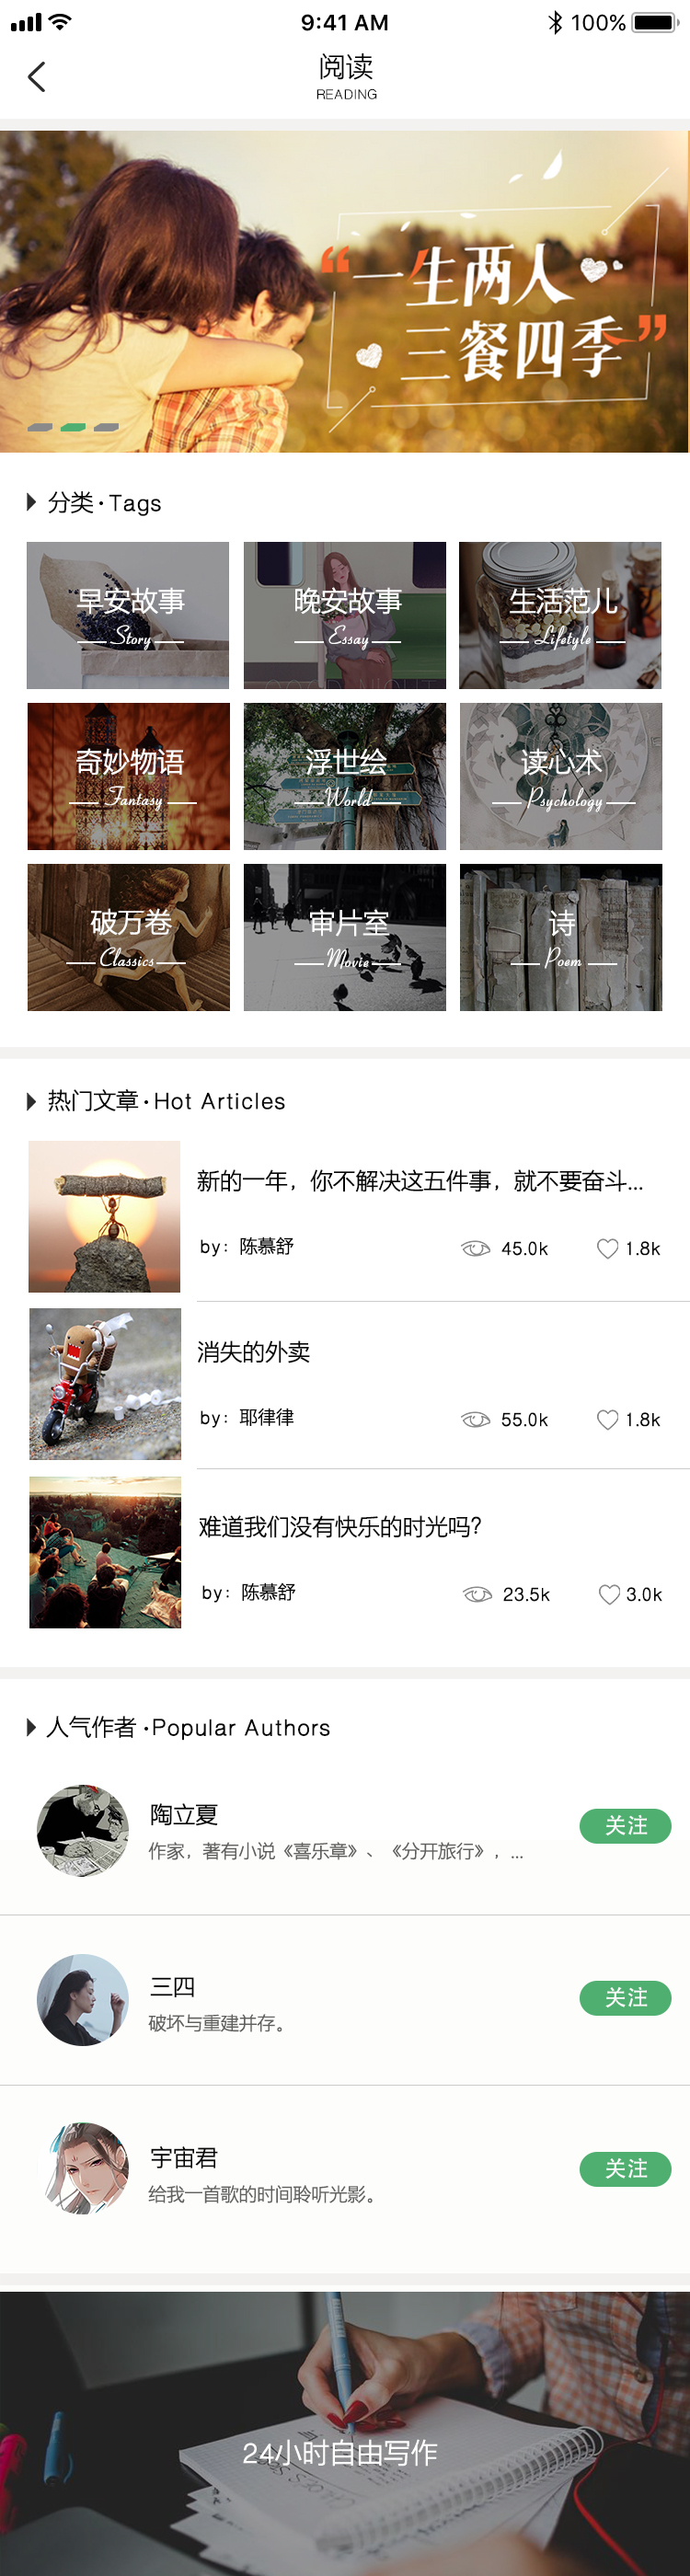 9:41 AM
100%
阅读
READING
“一生两人
三餐四季”
分类·Tags
早安故事
Story
晚安故事
Essay
生活范儿
Lifetyle
奇妙物语
Fantasy
浮世绘
World
读心术
Psychology
破万卷
Classics
审片室
Movie
诗
Poem
热门文章·Hot Articles
新的一年，你不解决这五件事，就不要奋斗...
by：陈慕舒
45.0k
1.8k
消失的外卖
by：耶律律
55.0k
1.8k
难道我们没有快乐的时光吗？
by：陈慕舒
23.5k
3.0k
人气作者·Popular Authors
陶立夏
关注
作家，著有小说《喜乐章》、《分开旅行》，...
三四
关注
破坏与重建并存。
宇宙君
关注
给我一首歌的时间聆听光影。
24小时自由写作